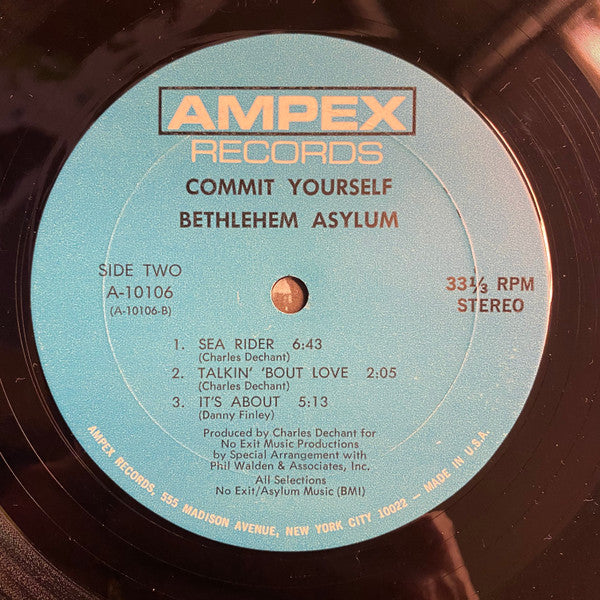 AMPEX
RECORDS
COMMIT YOURSELF
BETHLEHEM ASYLUM
SIDE TWO
A-10106
(A-10106-B)
33⅓ RPM
STEREO
1. SEA RIDER 6:43
(Charles Dechant)
2. TALKIN' 'BOUT LOVE 2:05
(Charles Dechant)
3. IT'S ABOUT 5:13
(Danny Finley)
Produced by Charles Dechant for
No Exit Music Productions
by Special Arrangement with
Phil Walden & Associates, Inc.
All Selections
No Exit/Asylum Music (BMI)
AMPEX RECORDS, 555 MADISON AVENUE, NEW YORK CITY 10022 – MADE IN U.S.A.